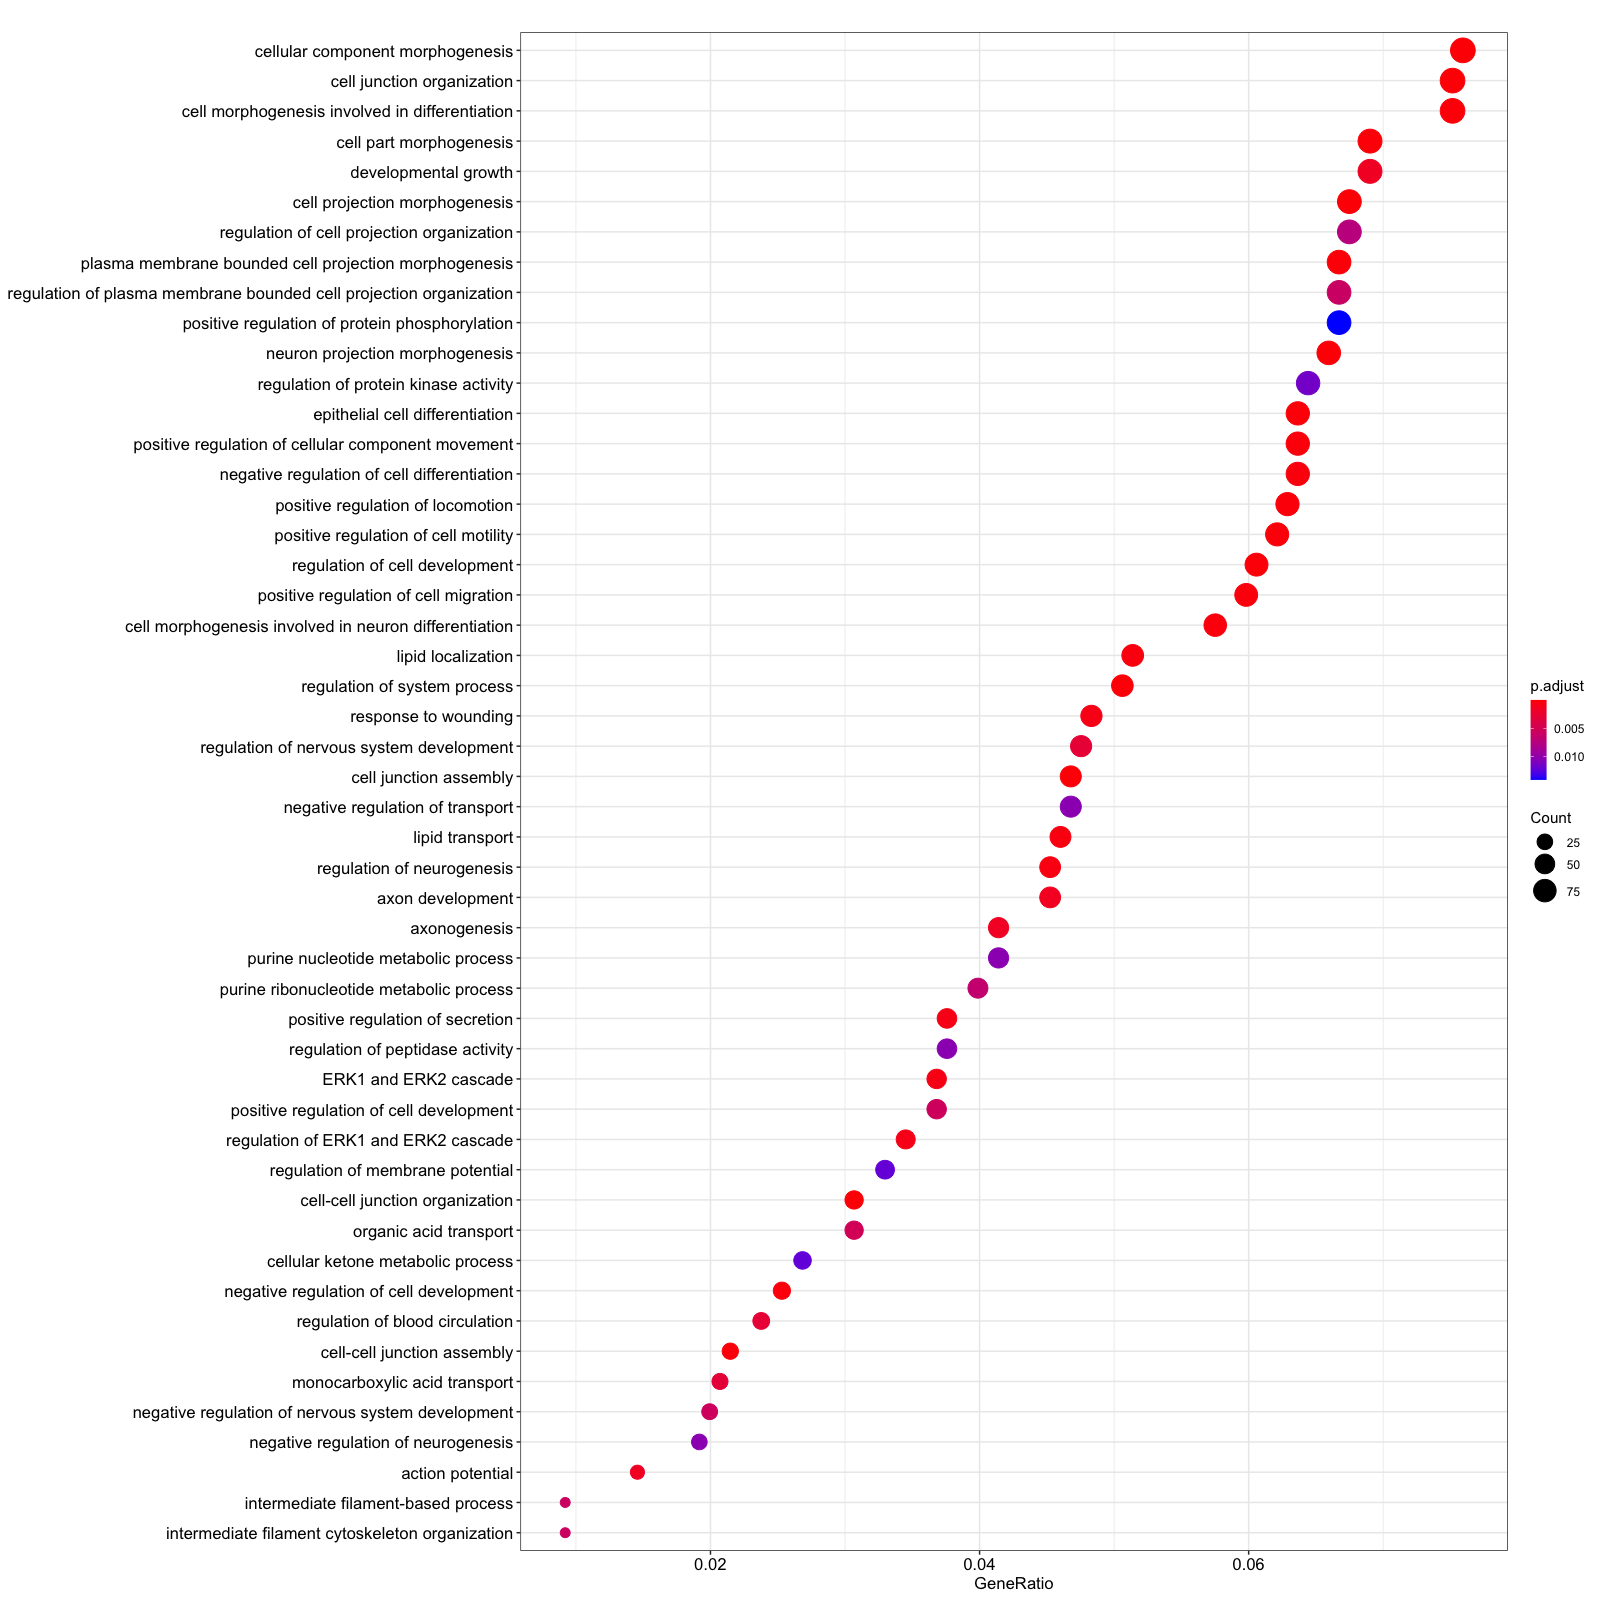 cellular component morphogenesis
cell junction organization
cell morphogenesis involved in differentiation
cell part morphogenesis
developmental growth
cell projection morphogenesis
regulation of cell projection organization
plasma membrane bounded cell projection morphogenesis
regulation of plasma membrane bounded cell projection organization
positive regulation of protein phosphorylation
neuron projection morphogenesis
regulation of protein kinase activity
epithelial cell differentiation
positive regulation of cellular component movement
negative regulation of cell differentiation
positive regulation of locomotion
positive regulation of cell motility
regulation of cell development
positive regulation of cell migration
cell morphogenesis involved in neuron differentiation
lipid localization
regulation of system process
response to wounding
regulation of nervous system development
cell junction assembly
negative regulation of transport
lipid transport
regulation of neurogenesis
axon development
axonogenesis
purine nucleotide metabolic process
purine ribonucleotide metabolic process
positive regulation of secretion
regulation of peptidase activity
ERK1 and ERK2 cascade
positive regulation of cell development
regulation of ERK1 and ERK2 cascade
regulation of membrane potential
cell-cell junction organization
organic acid transport
cellular ketone metabolic process
negative regulation of cell development
regulation of blood circulation
cell-cell junction assembly
monocarboxylic acid transport
negative regulation of nervous system development
negative regulation of neurogenesis
action potential
intermediate filament-based process
intermediate filament cytoskeleton organization
0.02 0.04 0.06
GeneRatio
p.adjust
0.005
0.010
Count
25
50
75